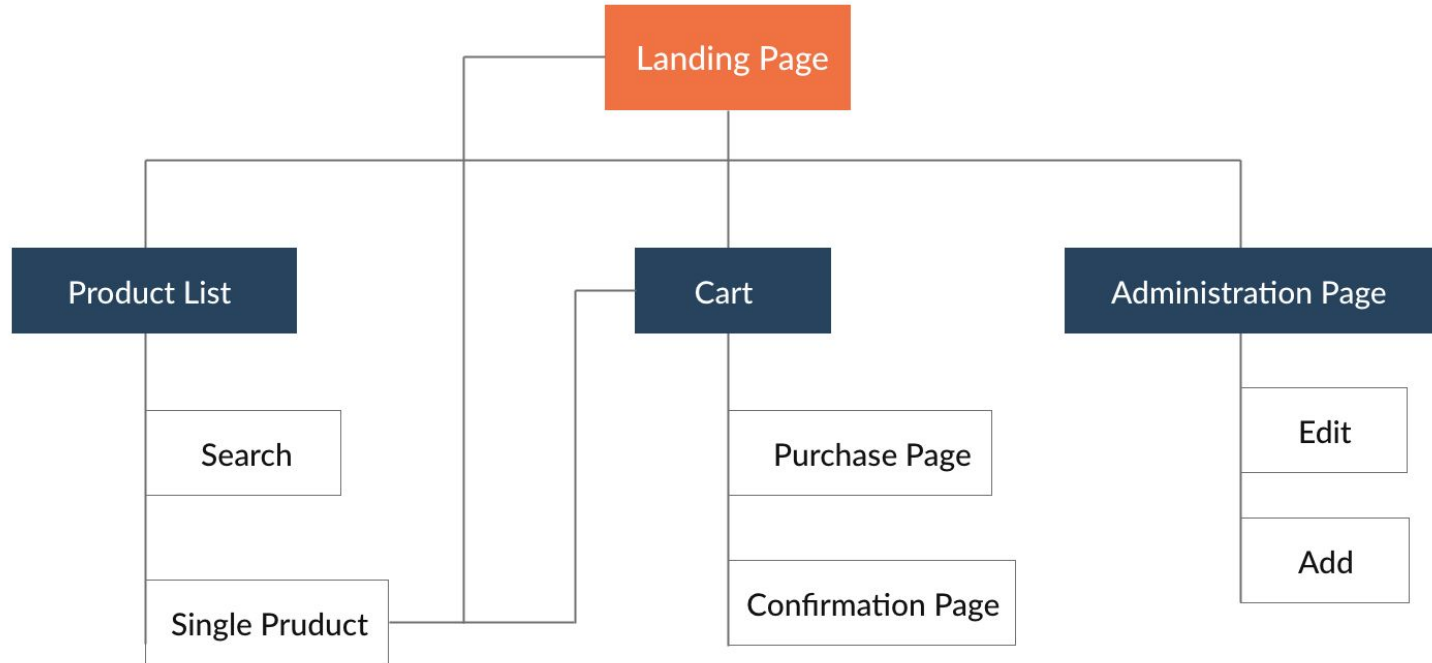 Landing Page
Product List
Cart
Administration Page
Search
Purchase Page
Edit
Add
Single Pruduct
Confirmation Page